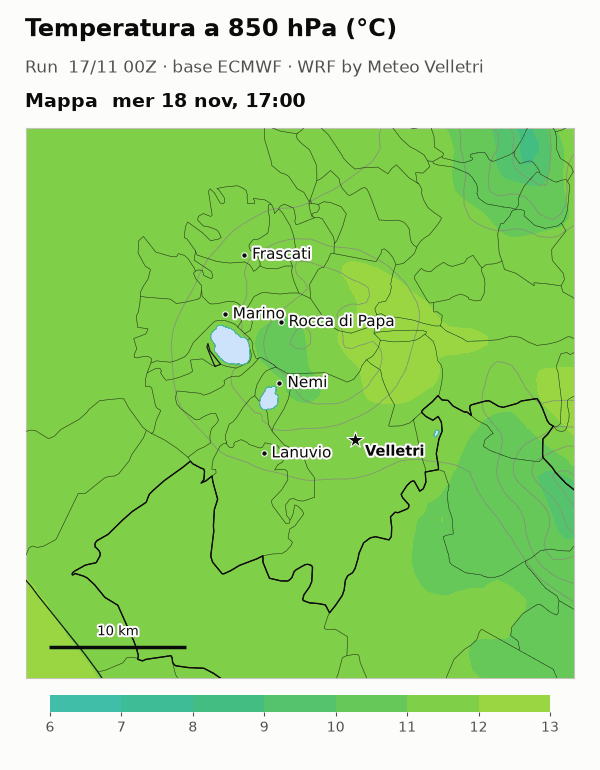 Temperatura a 850 hPa (°C)
Run  17/11 00Z · base ECMWF · WRF by Meteo Velletri
Mappa  mer 18 nov, 17:00
Frascati
Marino
Rocca di Papa
Nemi
Velletri
Lanuvio
10 km
6 7 8 9 10 11 12 13